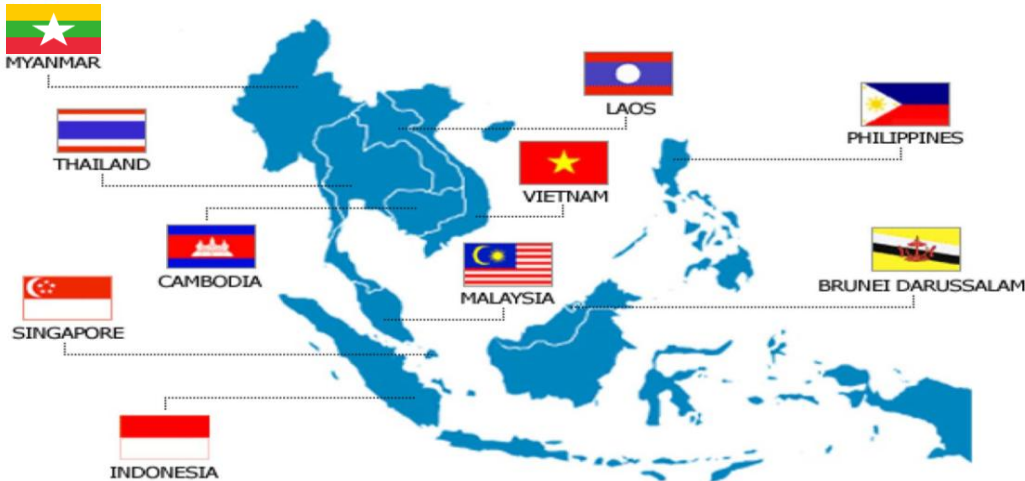 MYANMAR
LAOS
PHILIPPINES
THAILAND
VIETNAM
CAMBODIA
MALAYSIA
BRUNEI DARUSSALAM
SINGAPORE
INDONESIA